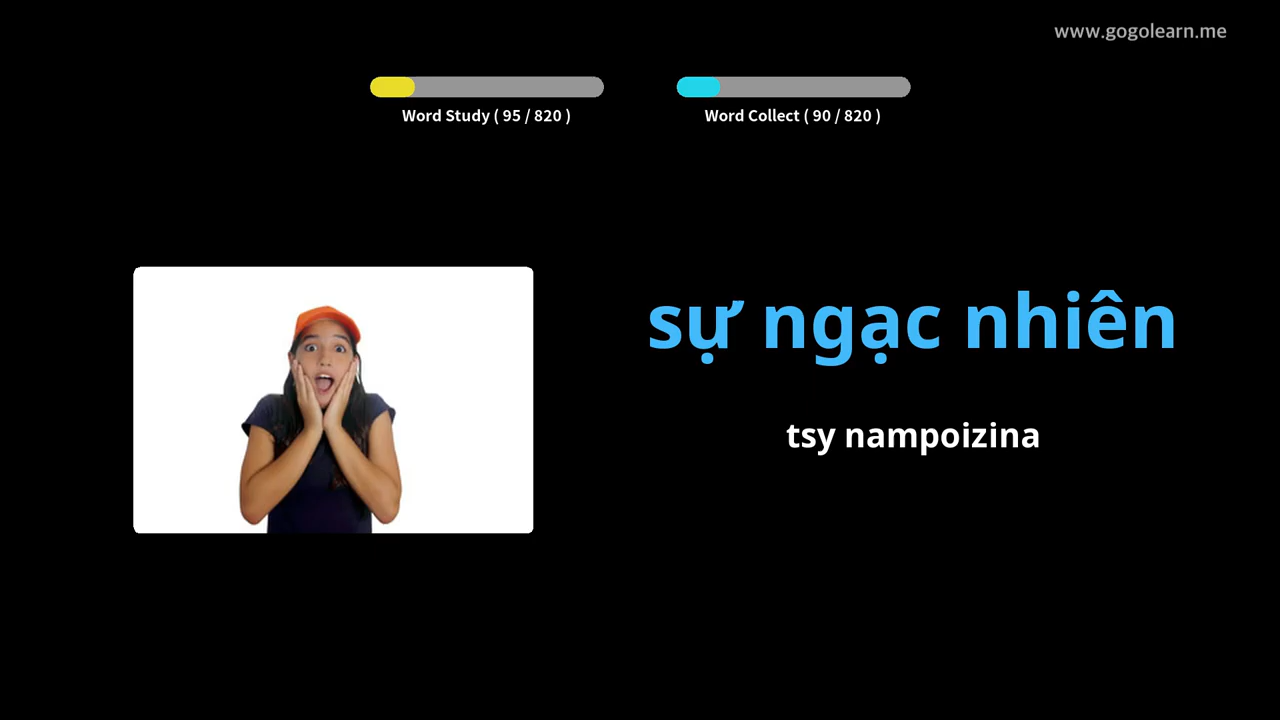 www.gogolearn.me
Word Study ( 95 / 820 )
Word Collect ( 90 / 820 )
sự ngạc nhiên
tsy nampoizina